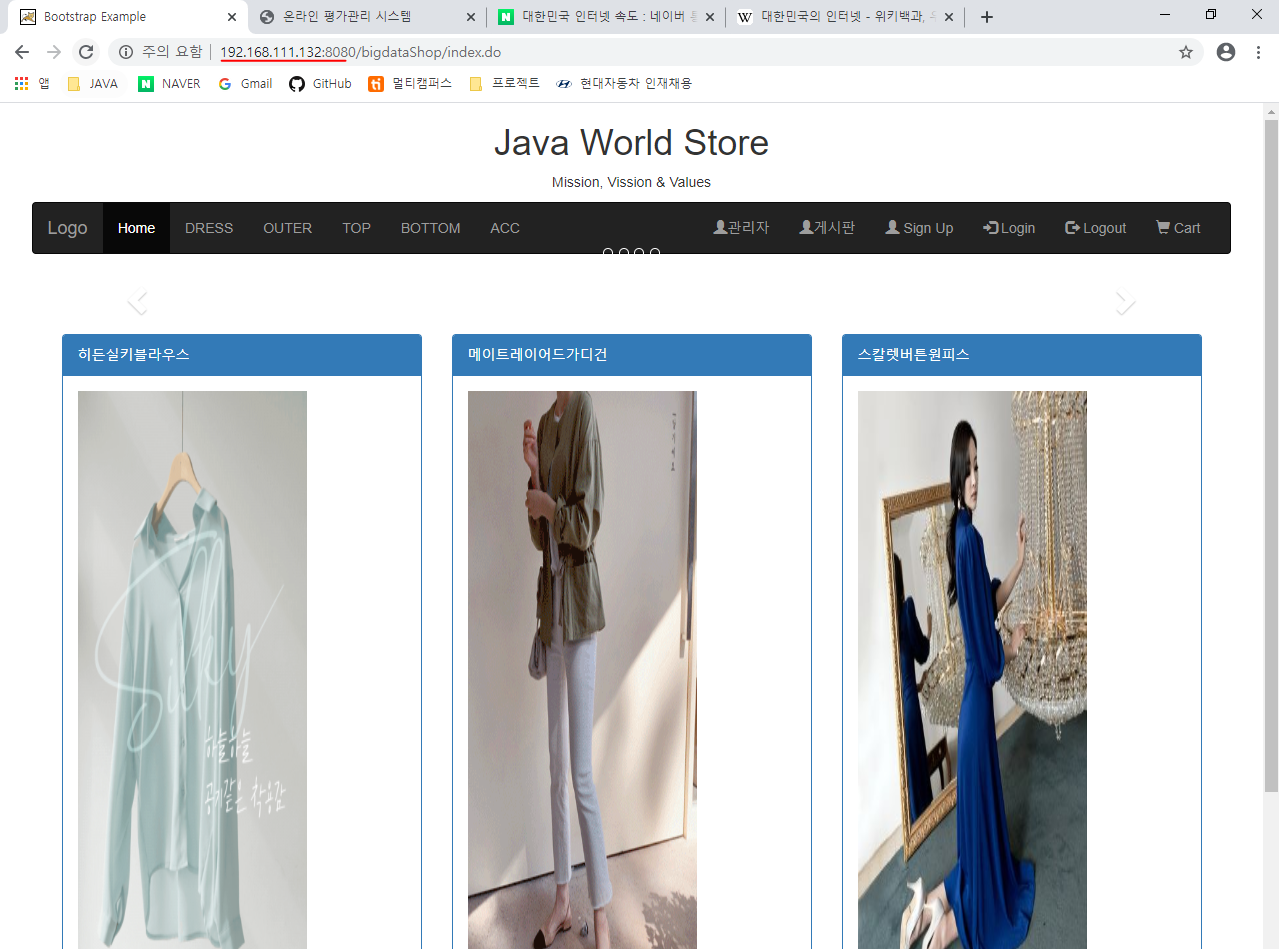 Bootstrap Example
온라인 평가관리 시스템
대한민국 인터넷 속도 : 네이버
대한민국의 인터넷 - 위키백과,
주의 요함 | 192.168.111.132:8080/bigdataShop/index.do
앱 JAVA NAVER Gmail GitHub 멀티캠퍼스 프로젝트 현대자동차 인재채용
Java World Store
Mission, Vission & Values
Logo Home DRESS OUTER TOP BOTTOM ACC 관리자 게시판 Sign Up Login Logout Cart
히든실키블라우스
메이트레이어드가디건
스칼렛버튼원피스
Silky
하늘하늘
공기같은 착용감